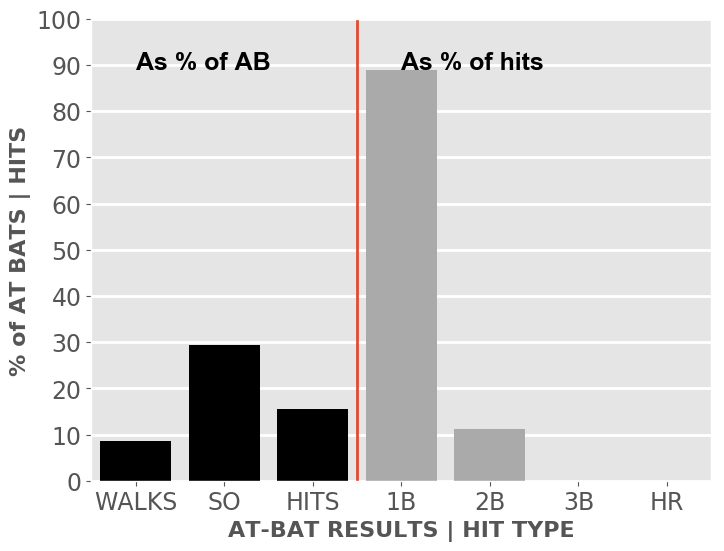 As % of AB
As % of hits
100
90
80
70
60
50
40
30
20
10
0
% of AT BATS | HITS
WALKS SO HITS 1B 2B 3B HR
AT-BAT RESULTS | HIT TYPE